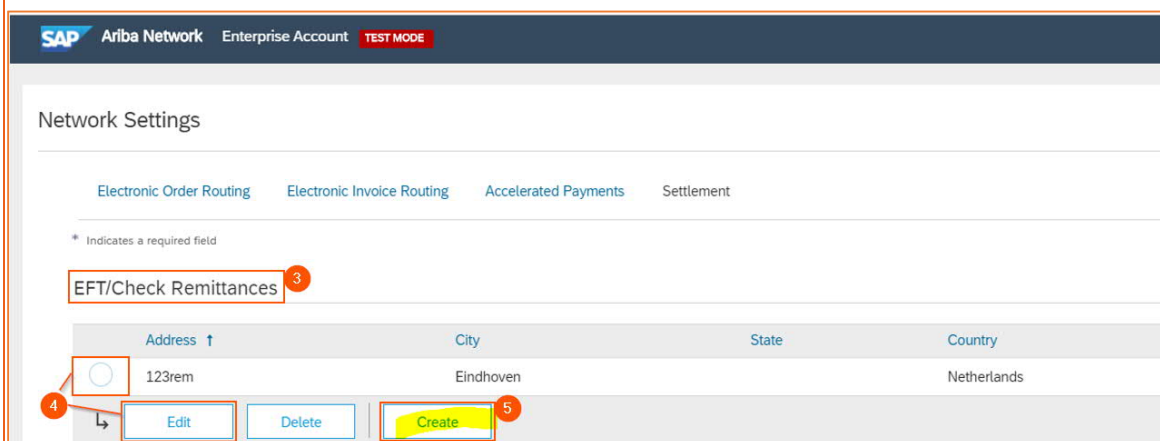 SAP Ariba Network Enterprise Account TEST MODE
Network Settings
Electronic Order Routing Electronic Invoice Routing Accelerated Payments Settlement
* Indicates a required field
EFT/Check Remittances 3
Address ↑ City State Country
123rem Eindhoven Netherlands
4 Edit Delete Create 5